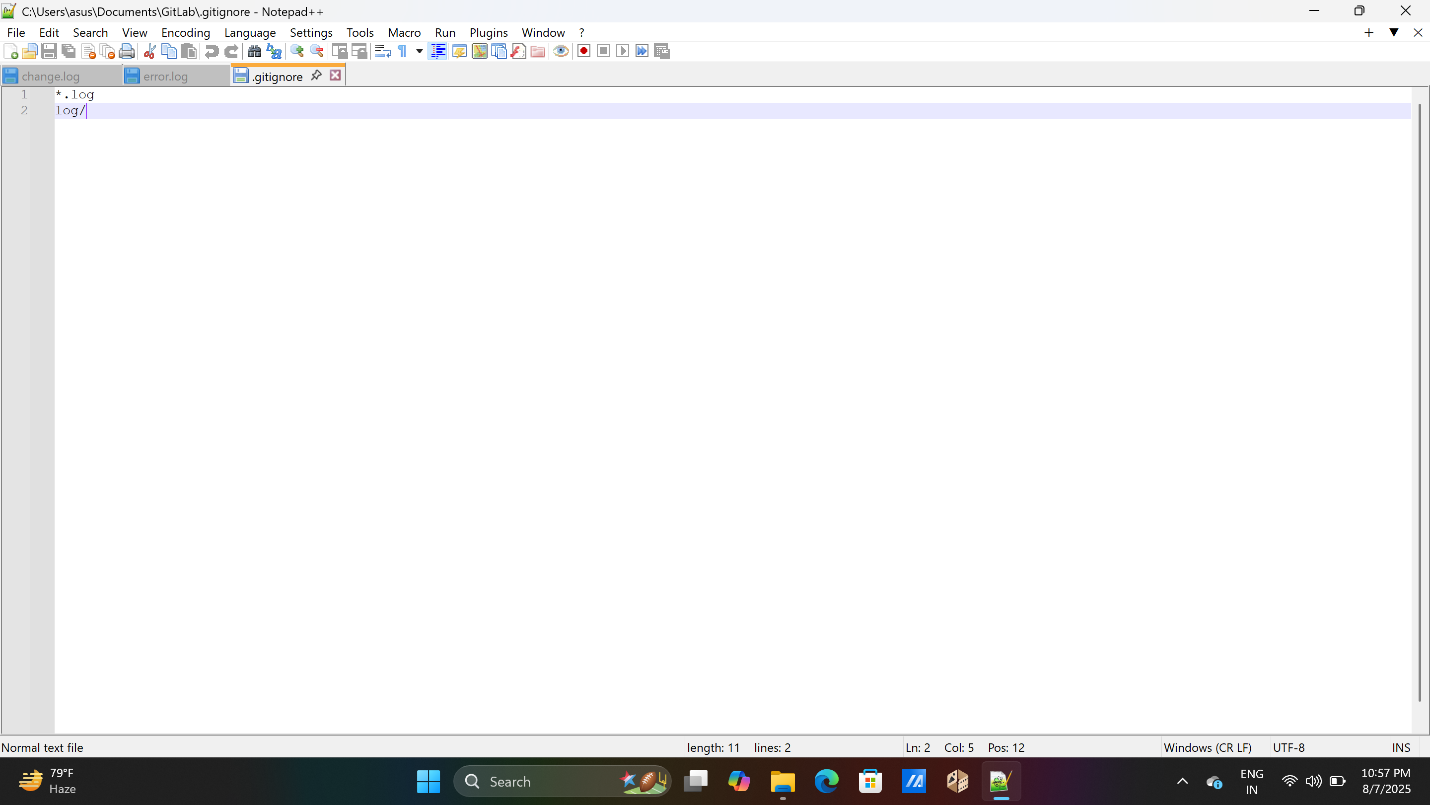 C:\Users\asus\Documents\GitLab\.gitignore - Notepad++
File Edit Search View Encoding Language Settings Tools Macro Run Plugins Window ?
change.log error.log .gitignore
1 *.log
2 log/
Normal text file length: 11 lines: 2 Ln: 2 Col: 5 Pos: 12 Windows (CR LF) UTF-8 INS
79°F
Haze
Search
ENG
IN
10:57 PM
8/7/2025